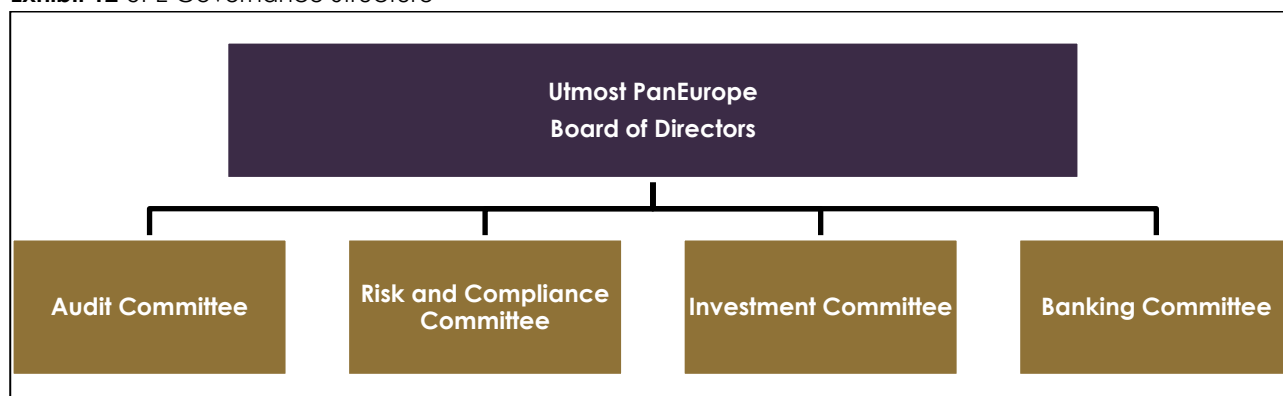 Utmost PanEurope
Board of Directors
Audit Committee
Risk and Compliance
Committee
Investment Committee
Banking Committee